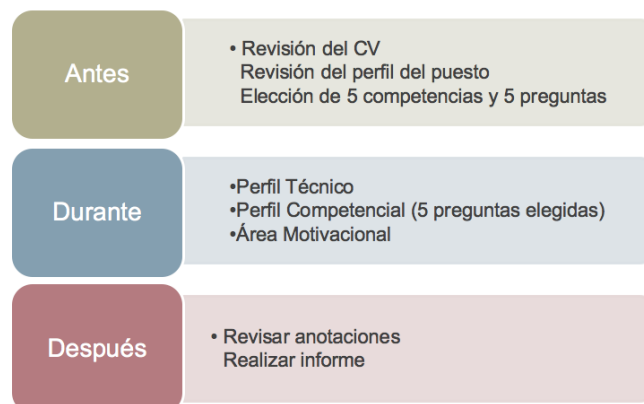 Antes
• Revisión del CV
Revisión del perfil del puesto
Elección de 5 competencias y 5 preguntas
Durante
•Perfil Técnico
•Perfil Competencial (5 preguntas elegidas)
•Área Motivacional
Después
• Revisar anotaciones
Realizar informe